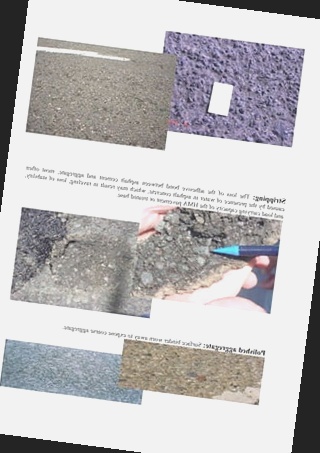 Stripping: The loss of the adhesive bond between asphalt cement and aggregate, most often
caused by the presence of water in asphalt concrete, which may result in raveling, loss of stability,
and load carrying capacity of the HMA pavement or treated base.
Polished aggregate: Surface binder worn away to expose coarse aggregate.